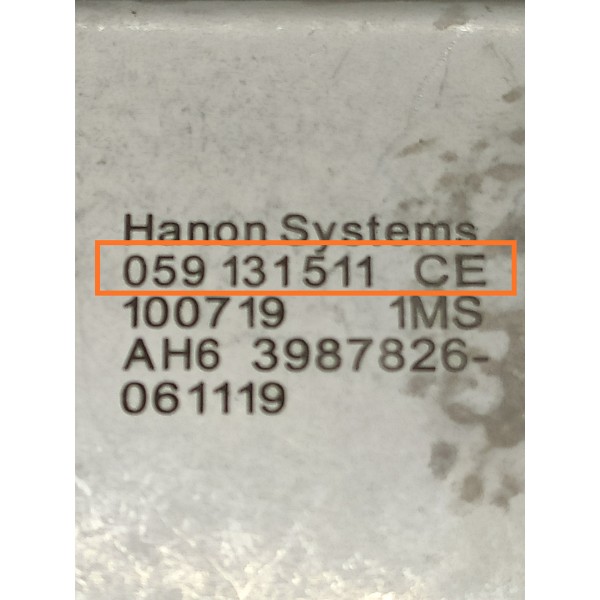 Hanon Systems
059 131511 CE
100719 1MS
AH6 3987826-
061119